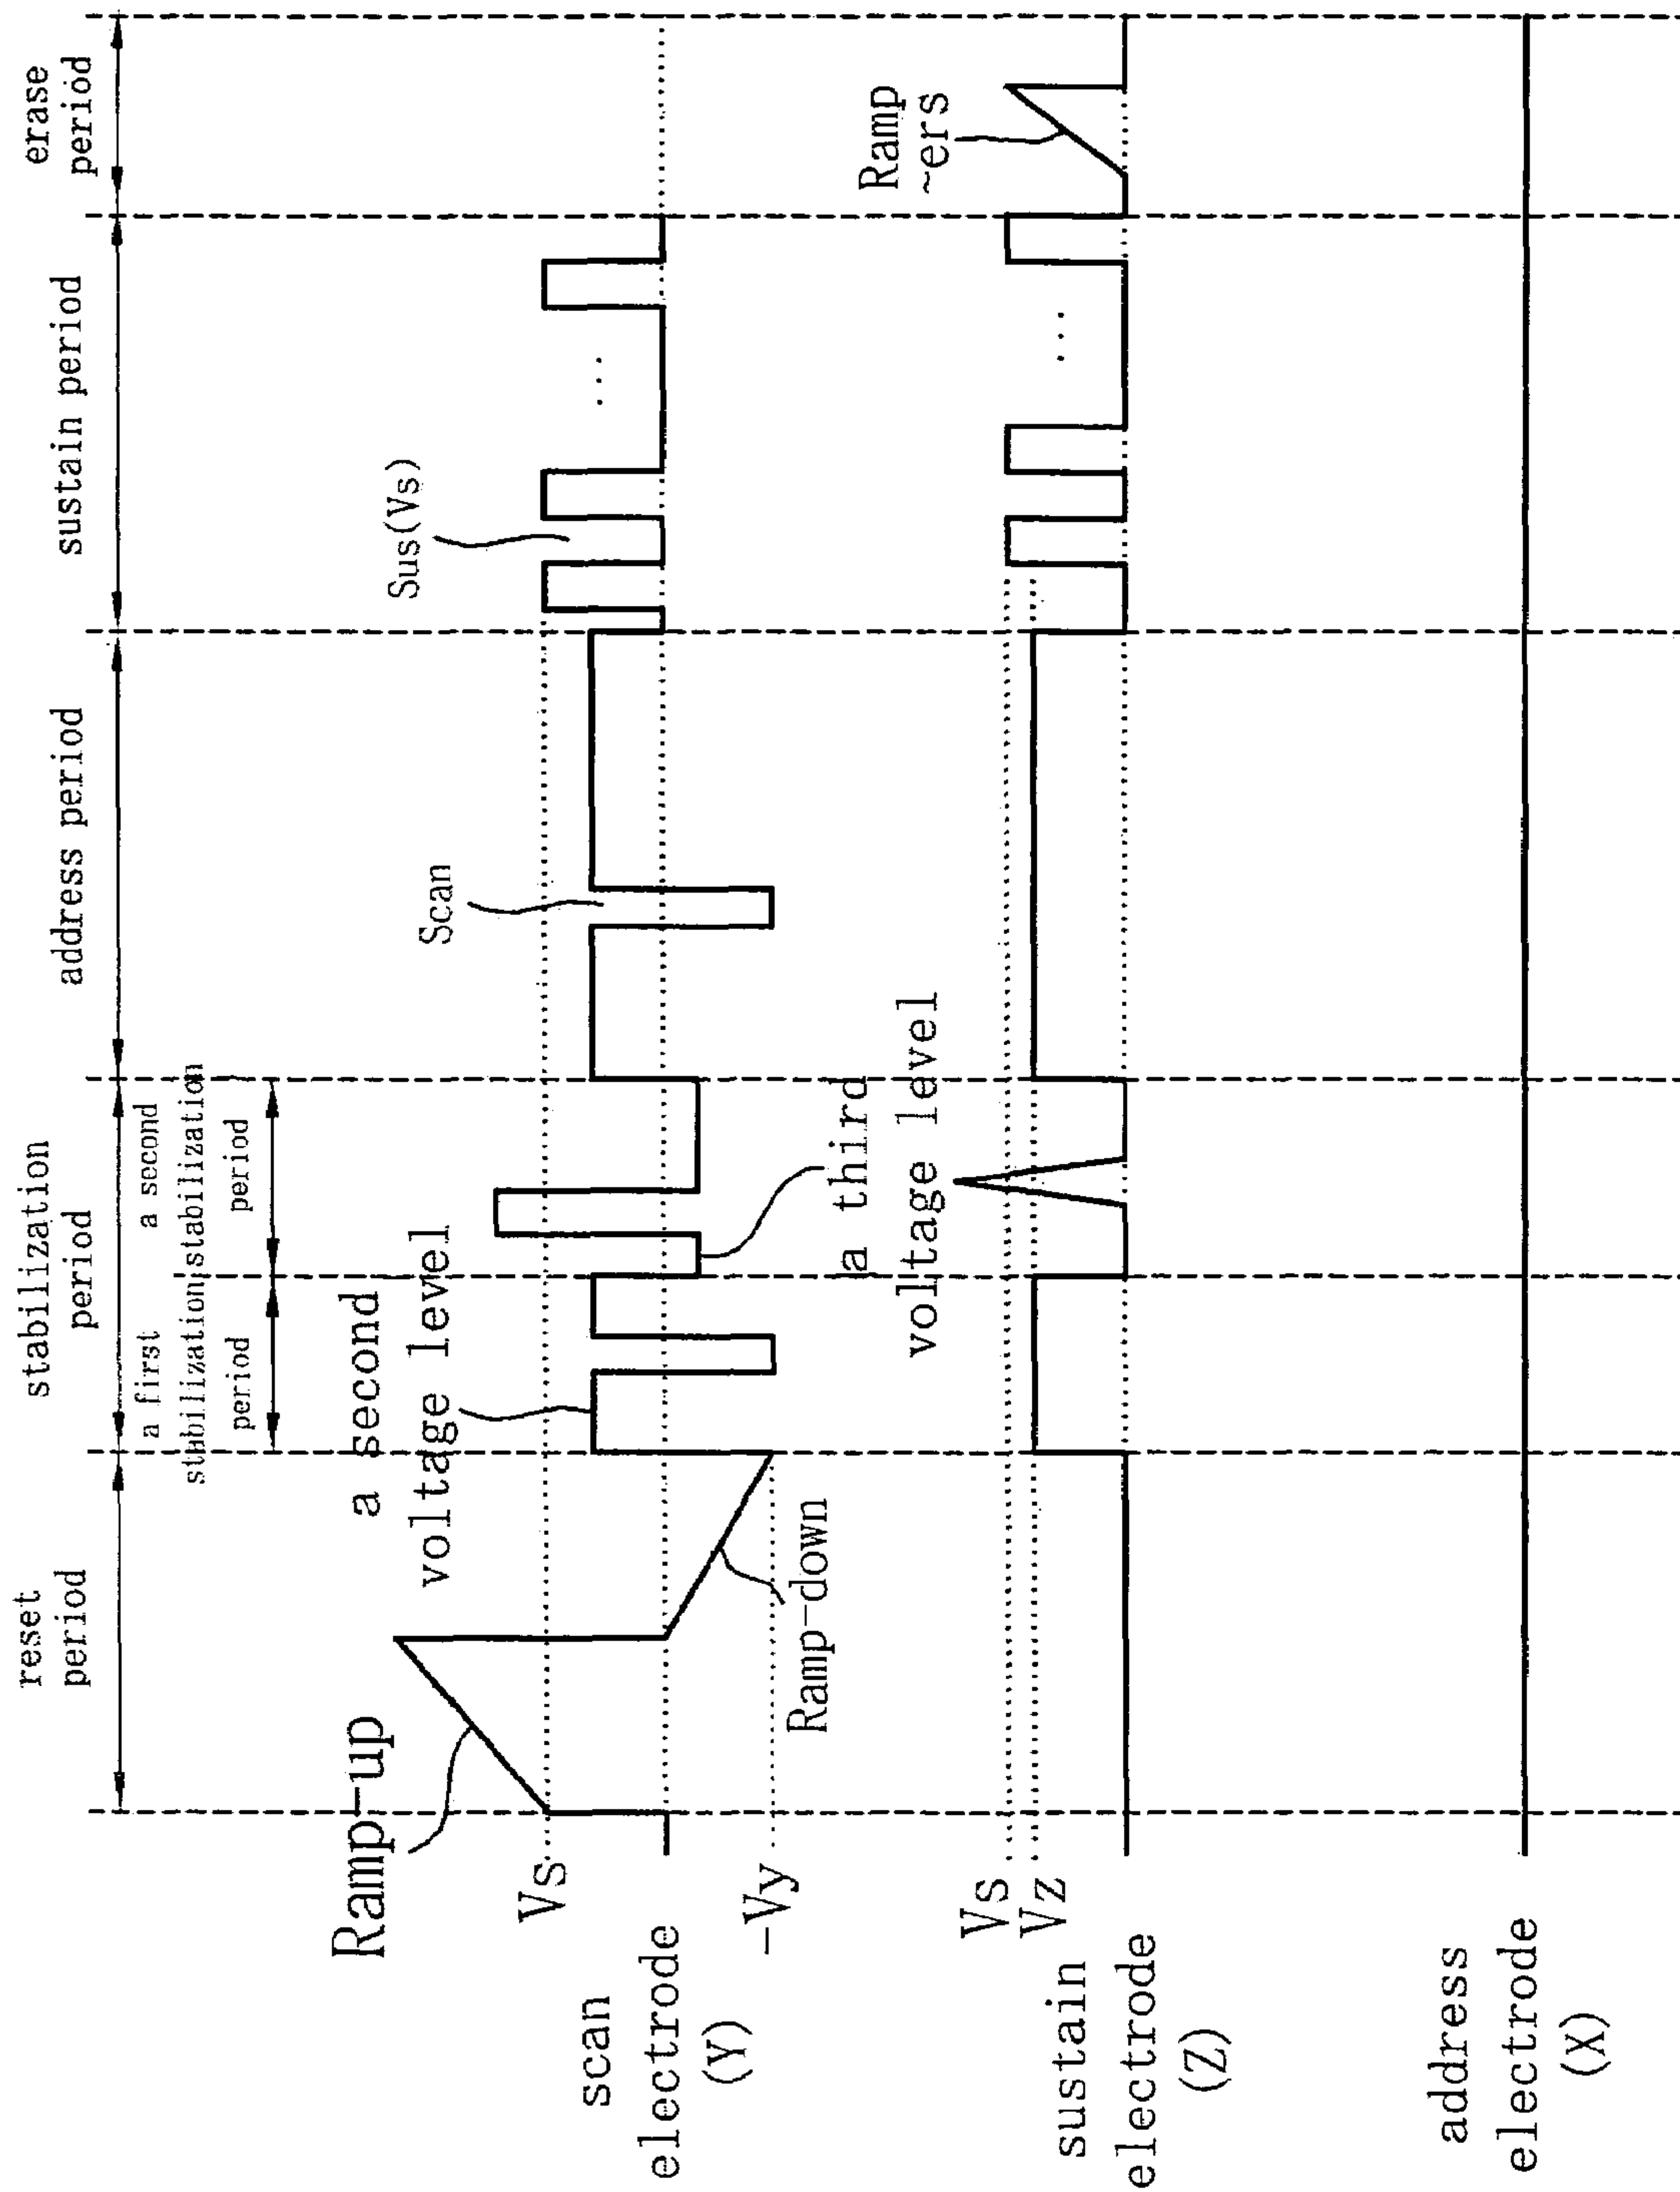 reset
period
stabilization
period
address period
sustain period
erase
period
a first
stabilization
period
a second
stabilization
period
Ramp-up
a second
voltage level
Scan
Sus(Vs)
Vs
scan
electrode
(Y)
-Vy
Ramp-down
a third
voltage level
Ramp
~ers
Vs
Vz
sustain
electrode
(Z)
address
electrode
(X)